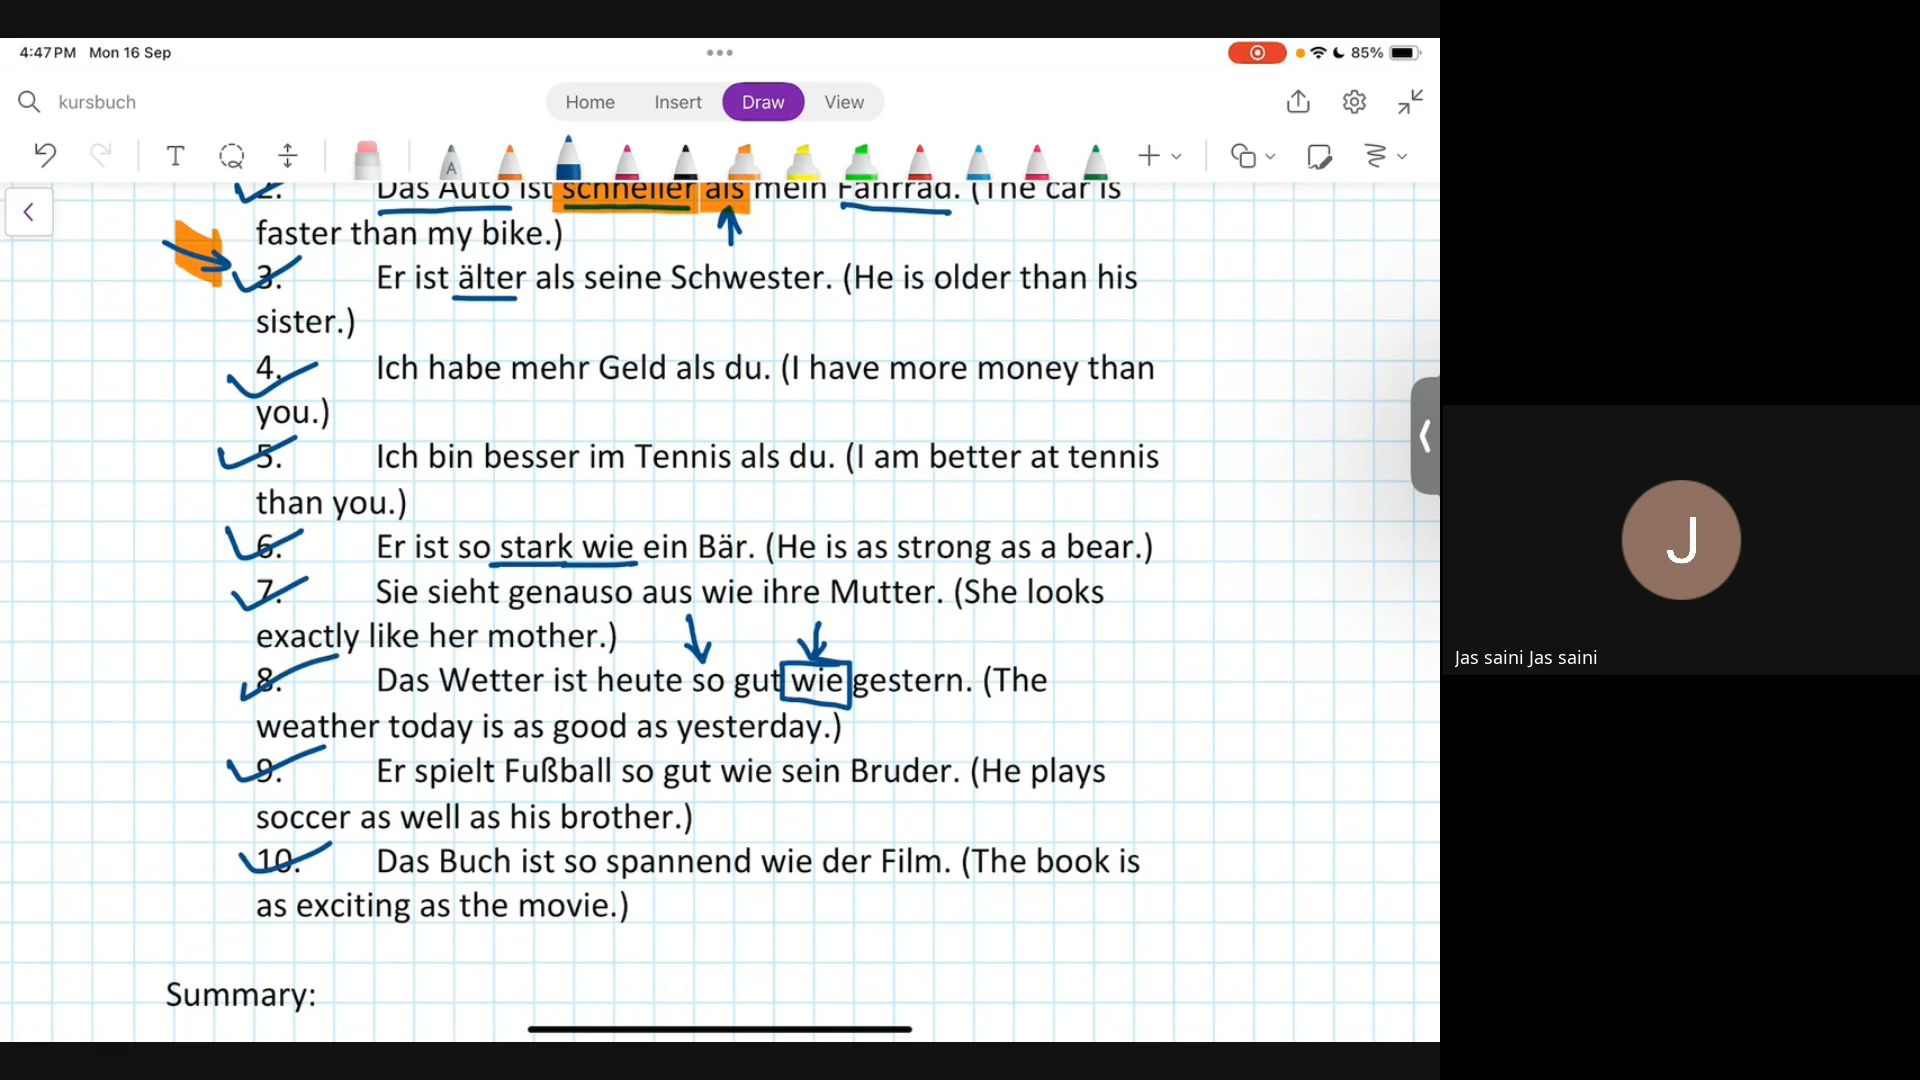 4:47 PM Mon 16 Sep
85%
kursbuch
Home Insert Draw View
T
A
2. Das Auto ist schneller als mein Fahrrad. (The car is
faster than my bike.)
3. Er ist älter als seine Schwester. (He is older than his
sister.)
4. Ich habe mehr Geld als du. (I have more money than
you.)
5. Ich bin besser im Tennis als du. (I am better at tennis
than you.)
6. Er ist so stark wie ein Bär. (He is as strong as a bear.)
7. Sie sieht genauso aus wie ihre Mutter. (She looks
exactly like her mother.)
8. Das Wetter ist heute so gut wie gestern. (The
weather today is as good as yesterday.)
9. Er spielt Fußball so gut wie sein Bruder. (He plays
soccer as well as his brother.)
10. Das Buch ist so spannend wie der Film. (The book is
as exciting as the movie.)
Summary:
J
Jas saini Jas saini